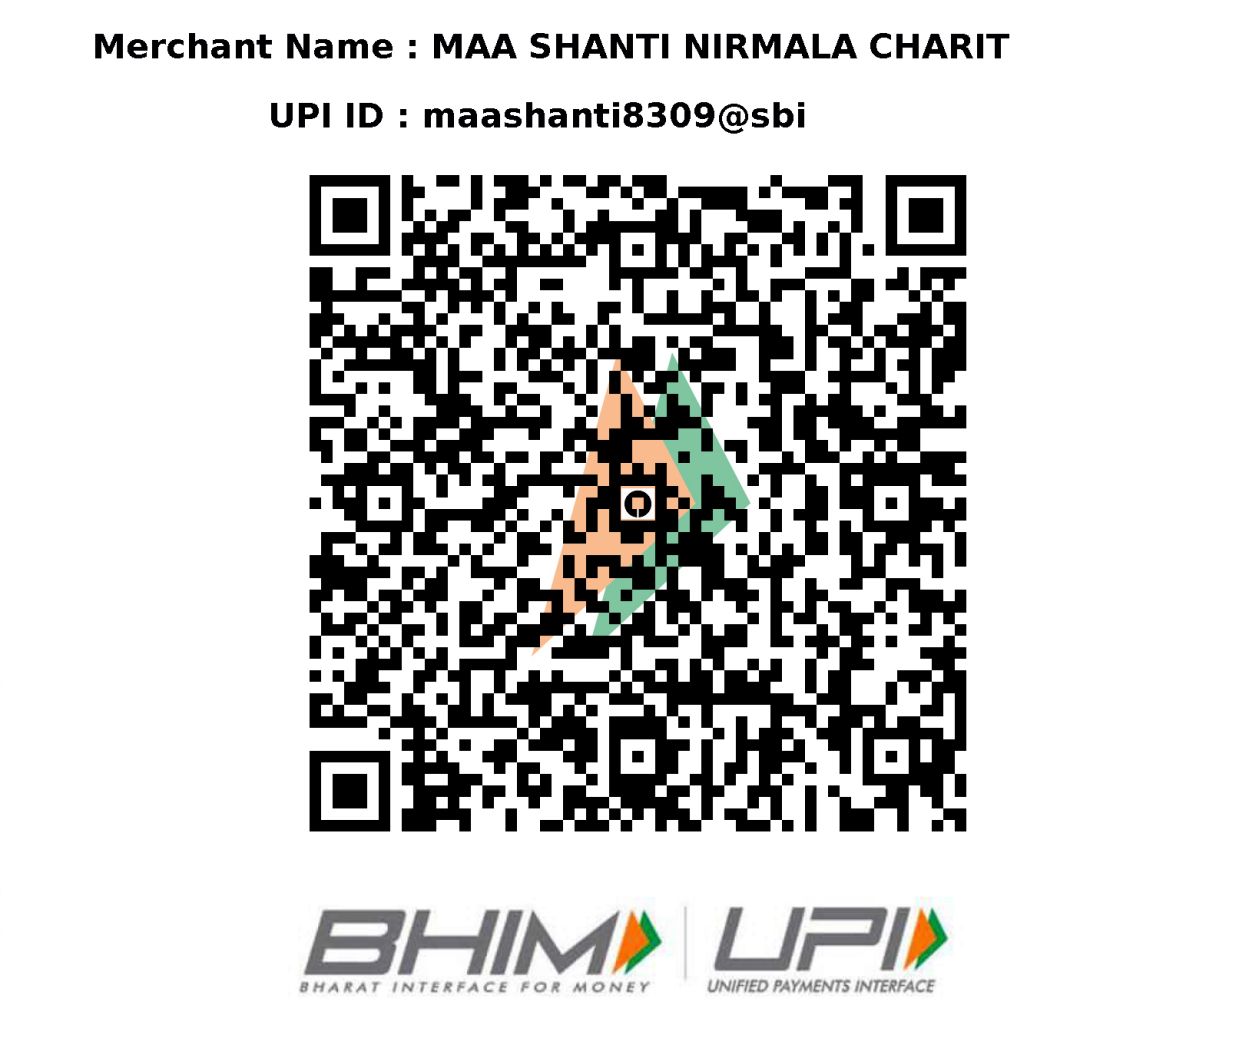 Merchant Name : MAA SHANTI NIRMALA CHARIT
UPI ID : maashanti8309@sbi
BHIM UPI
BHARAT INTERFACE FOR MONEY UNIFIED PAYMENTS INTERFACE